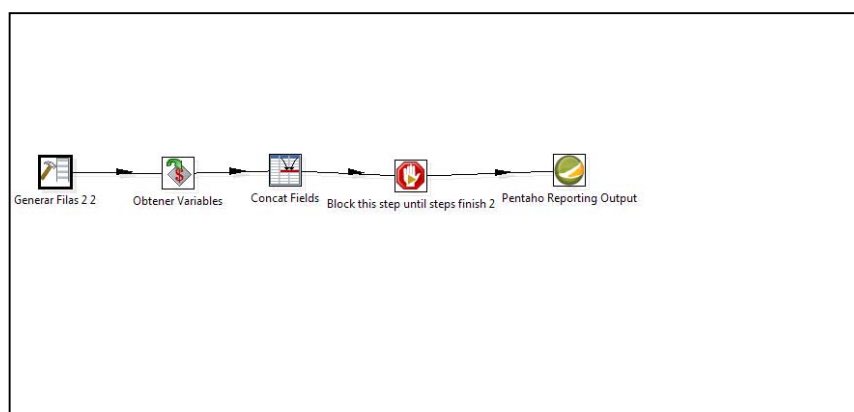 Generar Filas 2 2
Obtener Variables
Concat Fields
Block this step until steps finish 2
Pentaho Reporting Output